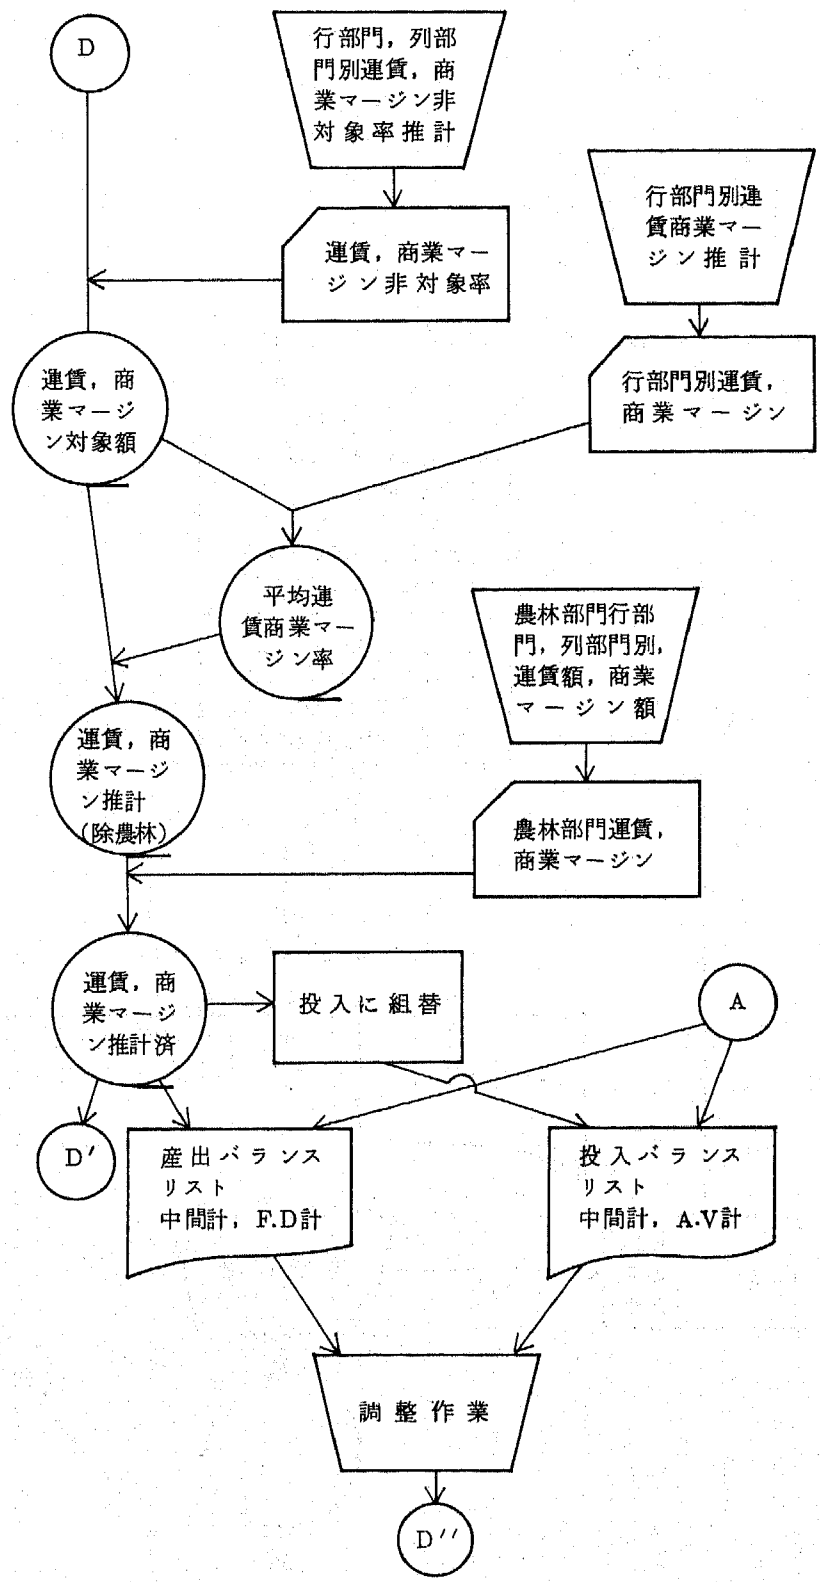 D
行部門，列部
門別運賃，商
業マージン非
対象率推計
行部門別運
賃商業マー
ジン推計
運賃，商業マー
ジン非対象率
運賃，商
業マージ
ン対象額
行部門別運賃，
商業マージン
平均運
賃商業マー
ジン率
農林部門行部
門，列部門別，
運賃額，商業
マージン額
運賃，商
業マージ
ン推計
（除農林）
農林部門運賃，
商業マージン
運賃，商
業マージ
ン推計済
投入に組替
A
D′
産出バランス
リスト
中間計，F.D計
投入バランス
リスト
中間計，A.V計
調整作業
D′′